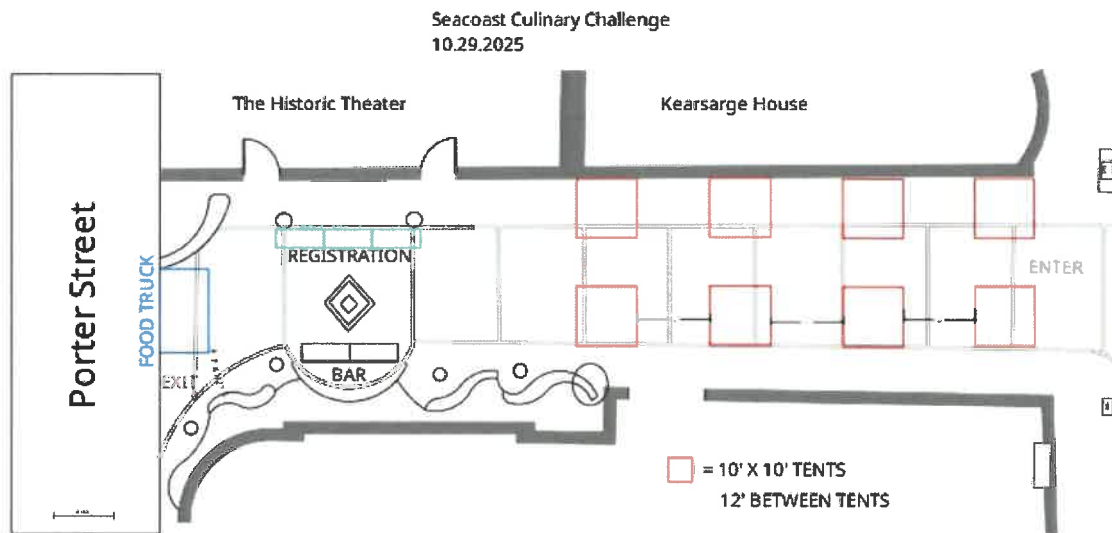 Seacoast Culinary Challenge
10.29.2025
The Historic Theater
Kearsarge House
Porter Street
FOOD TRUCK
REGISTRATION
ENTER
EXIT
BAR
= 10' X 10' TENTS
12' BETWEEN TENTS